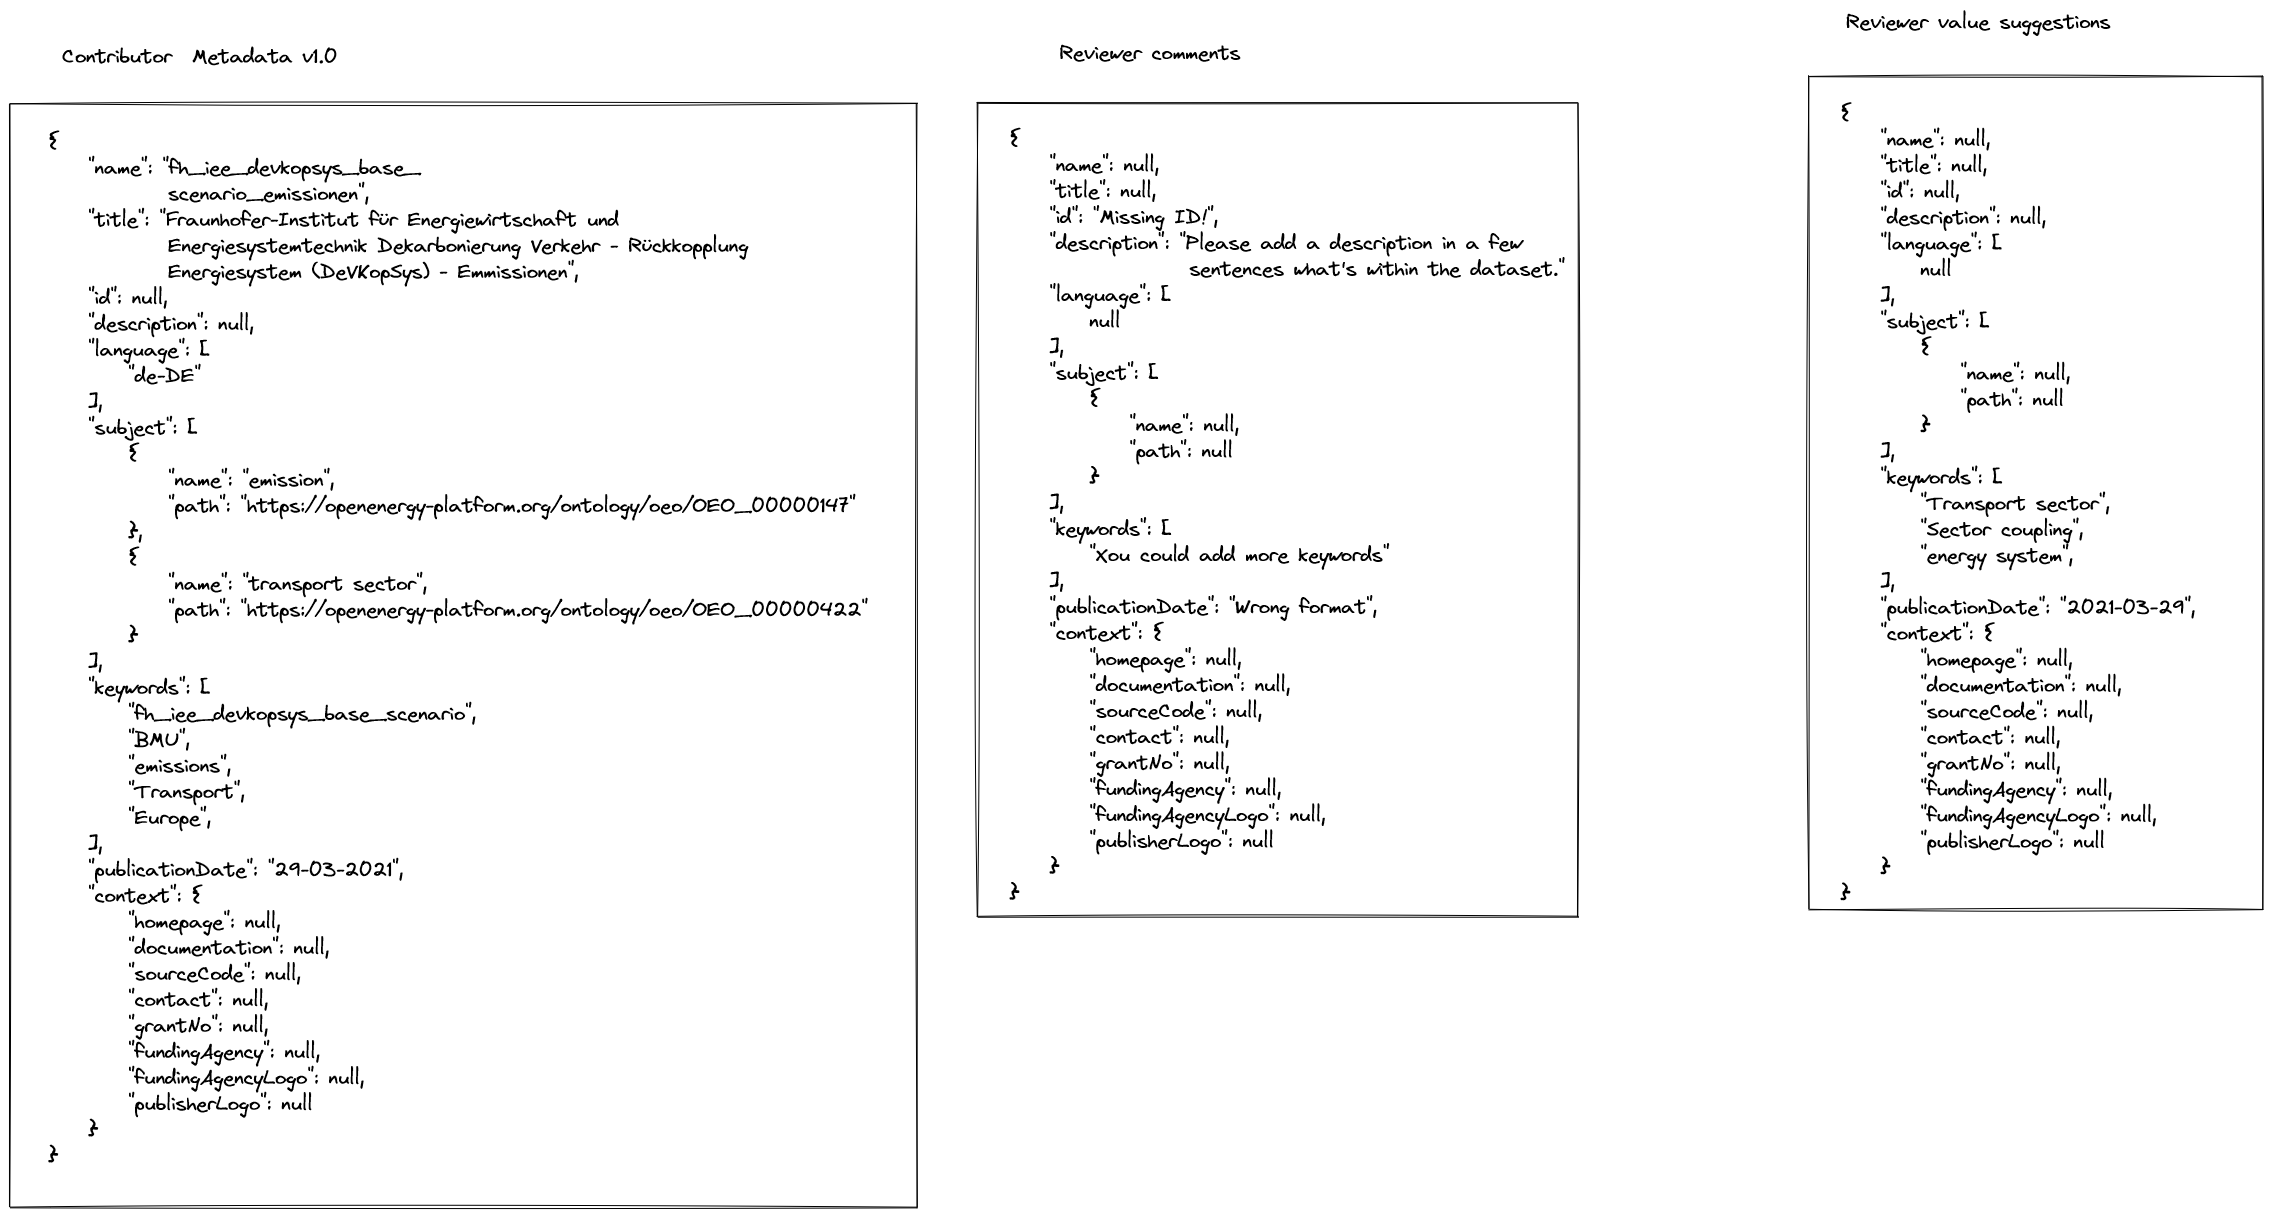 Contributor  Metadata v1.0
{
"name": "fh_iee_devkopsys_base_
scenario_emissionen",
"title": "Fraunhofer-Institut für Energiewirtschaft und
Energiesystemtechnik Dekarbonierung Verkehr - Rückkopplung
Energiesystem (DeVKopSys) - Emmissionen",
"id": null,
"description": null,
"language": [
"de-DE"
],
"subject": [
{
"name": "emission",
"path": "https://openenergy-platform.org/ontology/oeo/OEO_00000147"
},
{
"name": "transport sector",
"path": "https://openenergy-platform.org/ontology/oeo/OEO_00000422"
}
],
"keywords": [
"fh_iee_devkopsys_base_scenario",
"BMU",
"emissions",
"Transport",
"Europe",
],
"publicationDate": "29-03-2021",
"context": {
"homepage": null,
"documentation": null,
"sourceCode": null,
"contact": null,
"grantNo": null,
"fundingAgency": null,
"fundingAgencyLogo": null,
"publisherLogo": null
}
}
Reviewer comments
{
"name": null,
"title": null,
"id": "Missing ID!",
"description": "Please add a description in a few
sentences what's within the dataset."
"language": [
null
],
"subject": [
{
"name": null,
"path": null
}
],
"keywords": [
"Xou could add more keywords"
],
"publicationDate": "Wrong format",
"context": {
"homepage": null,
"documentation": null,
"sourceCode": null,
"contact": null,
"grantNo": null,
"fundingAgency": null,
"fundingAgencyLogo": null,
"publisherLogo": null
}
}
Reviewer value suggestions
{
"name": null,
"title": null,
"id": null,
"description": null,
"language": [
null
],
"subject": [
{
"name": null,
"path": null
}
],
"keywords": [
"Transport sector",
"Sector coupling",
"energy system",
],
"publicationDate": "2021-03-29",
"context": {
"homepage": null,
"documentation": null,
"sourceCode": null,
"contact": null,
"grantNo": null,
"fundingAgency": null,
"fundingAgencyLogo": null,
"publisherLogo": null
}
}